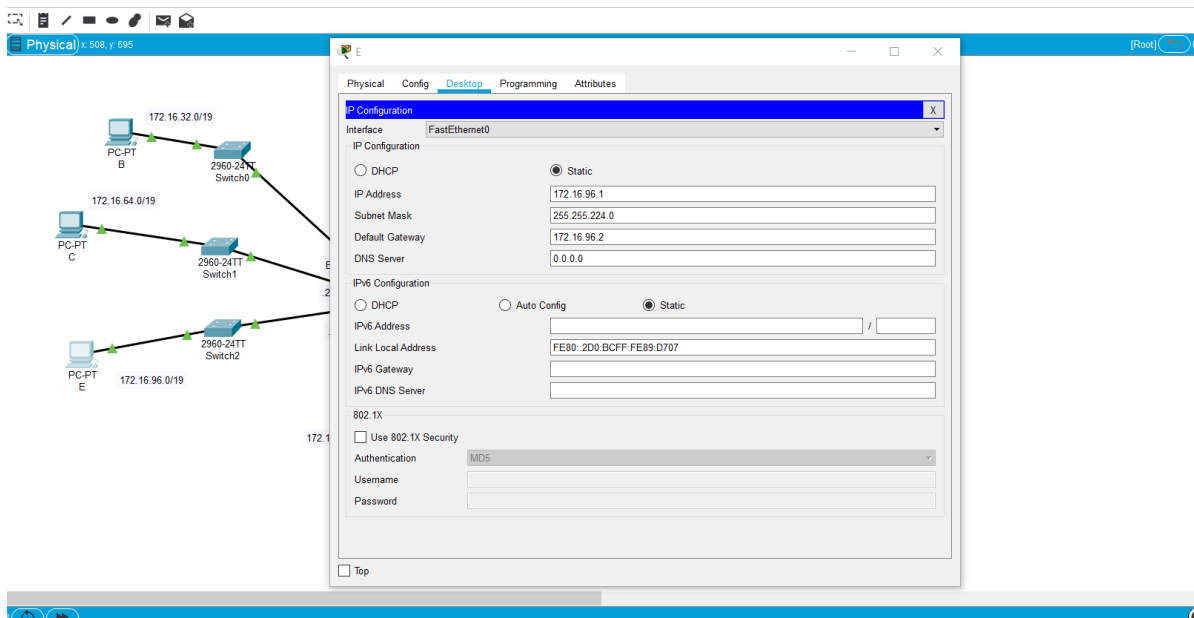 Physical x: 508, y: 695
[Root]
E
Physical Config Desktop Programming Attributes
IP Configuration X
Interface FastEthernet0
IP Configuration
DHCP Static
IP Address 172.16.96.1
Subnet Mask 255.255.224.0
Default Gateway 172.16.96.2
DNS Server 0.0.0.0
IPv6 Configuration
DHCP Auto Config Static
IPv6 Address /
Link Local Address FE80::2D0:BCFF:FE89:D707
IPv6 Gateway
IPv6 DNS Server
802.1X
Use 802.1X Security
Authentication MD5
Username
Password
Top
172.16.32.0/19
PC-PT
B
2960-24TT
Switch0
172.16.64.0/19
PC-PT
C
2960-24TT
Switch1
E
.2
2960-24TT
Switch2
PC-PT
E
172.16.96.0/19
172.1